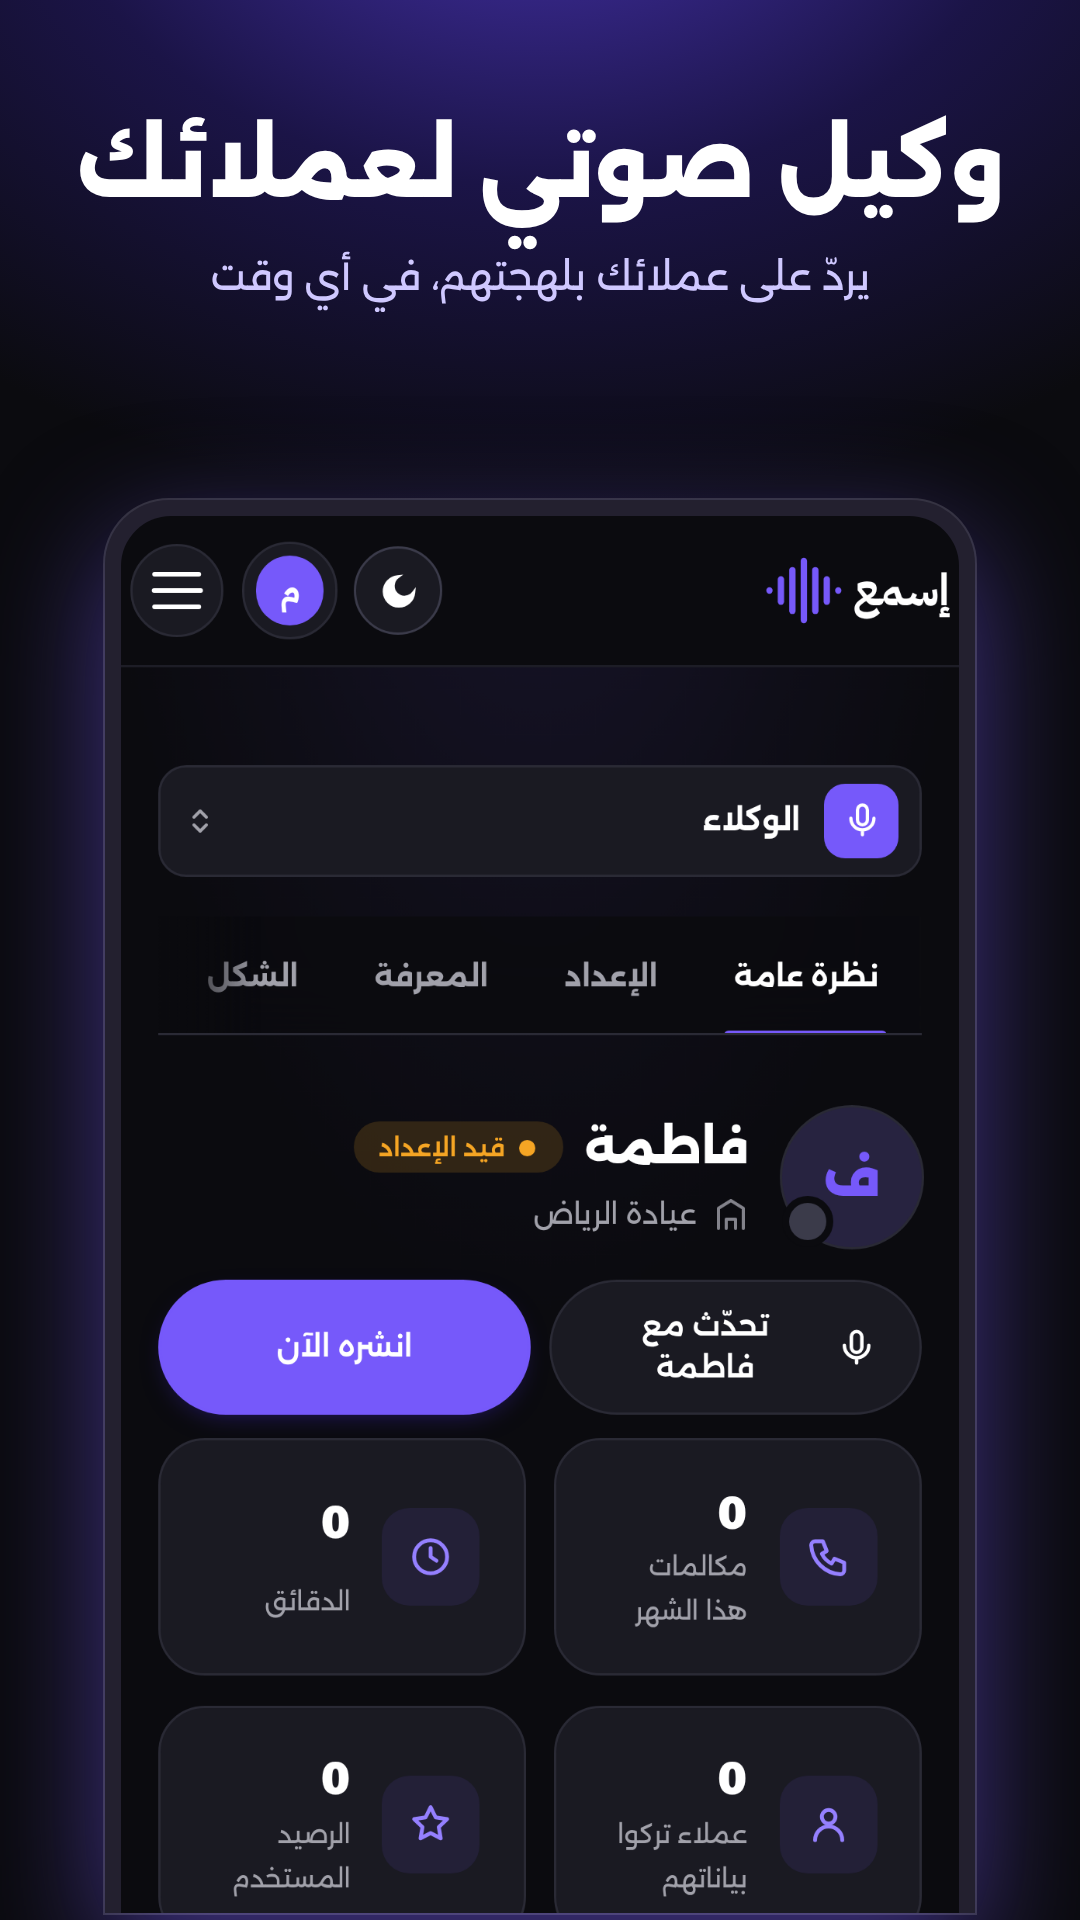 وكيل صوتي لعملائك
يردّ على عملائك بلهجتهم، في أي وقت
إسمع
م
الوكلاء
نظرة عامة
الإعداد
المعرفة
الشكل
ف
فاطمة
قيد الإعداد
عيادة الرياض
تحدّث مع
فاطمة
انشره الآن
0
مكالمات
هذا الشهر
0
الدقائق
0
عملاء تركوا
بياناتهم
0
الرصيد
المستخدم